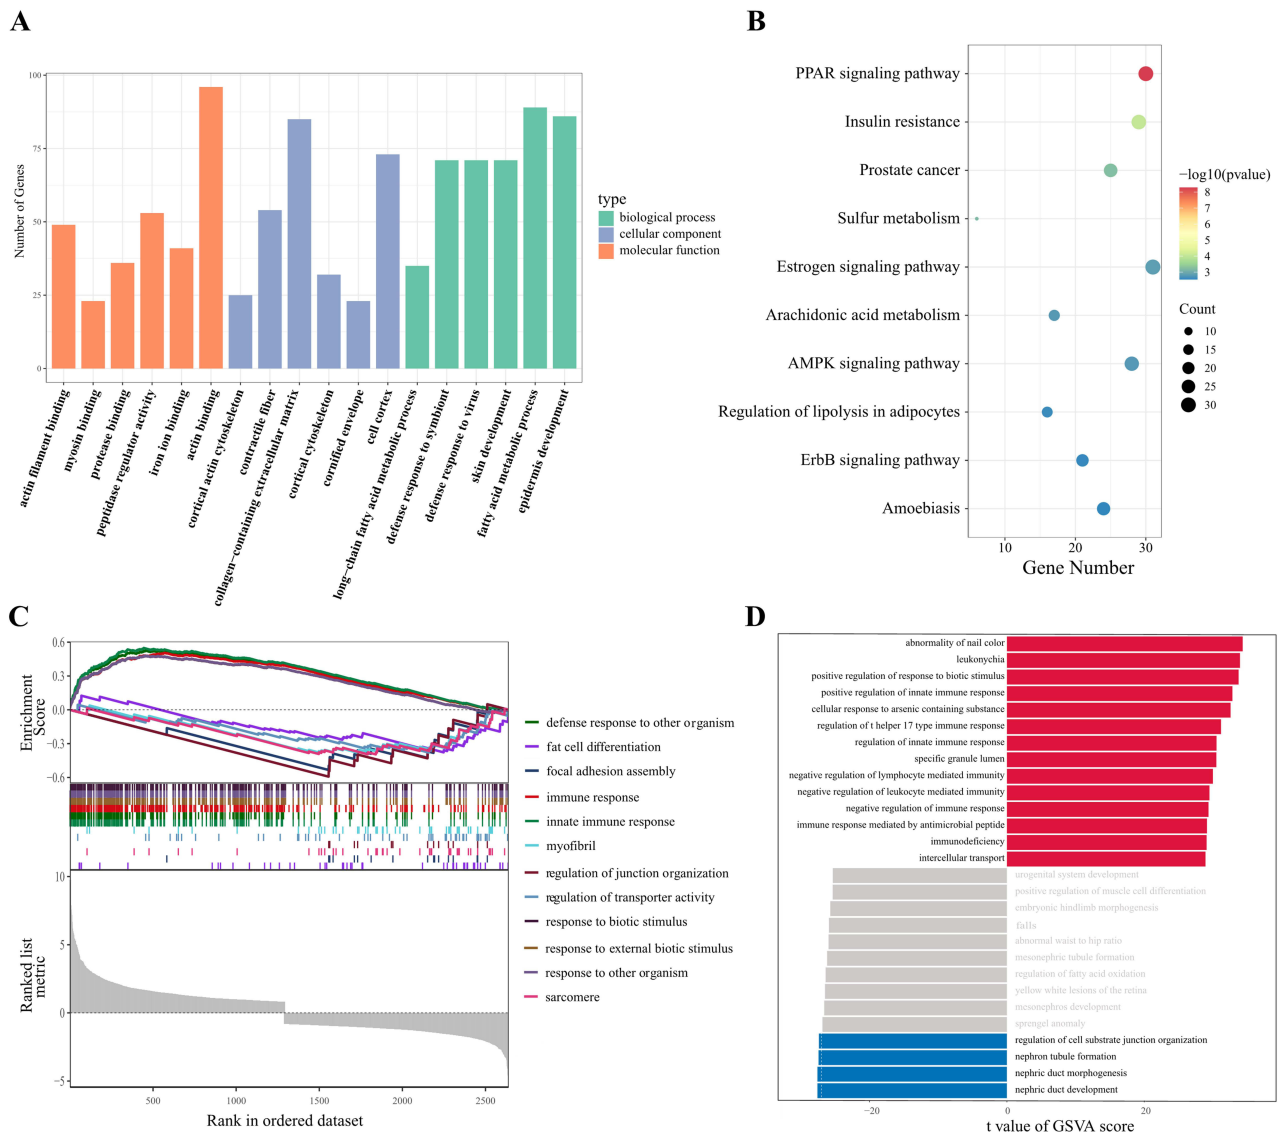 A
100
75
50
25
0
Number of Genes
actin filament binding
myosin binding
protease binding
peptidase regulator activity
iron ion binding
actin binding
cortical actin cytoskeleton
contractile fiber
collagen−containing extracellular matrix
cortical cytoskeleton
cornified envelope
cell cortex
long−chain fatty acid metabolic process
defense response to symbiont
defense response to virus
skin development
fatty acid metabolic process
epidermis development
type
biological process
cellular component
molecular function
B
PPAR signaling pathway
Insulin resistance
Prostate cancer
Sulfur metabolism
Estrogen signaling pathway
Arachidonic acid metabolism
AMPK signaling pathway
Regulation of lipolysis in adipocytes
ErbB signaling pathway
Amoebiasis
10
20
30
Gene Number
−log10(pvalue)
8
7
6
5
4
3
Count
10
15
20
25
30
C
0.6
0.3
0.0
−0.3
−0.6
Enrichment
Score
10
5
0
−5
Ranked list
metric
500
1000
1500
2000
2500
Rank in ordered dataset
defense response to other organism
fat cell differentiation
focal adhesion assembly
immune response
innate immune response
myofibril
regulation of junction organization
regulation of transporter activity
response to biotic stimulus
response to external biotic stimulus
response to other organism
sarcomere
D
abnormality of nail color
leukonychia
positive regulation of response to biotic stimulus
positive regulation of innate immune response
cellular response to arsenic containing substance
regulation of t helper 17 type immune response
regulation of innate immune response
specific granule lumen
negative regulation of lymphocyte mediated immunity
negative regulation of leukocyte mediated immunity
negative regulation of immune response
immune response mediated by antimicrobial peptide
immunodeficiency
intercellular transport
urogenital system development
positive regulation of muscle cell differentiation
embryonic hindlimb morphogenesis
falls
abnormal waist to hip ratio
mesonephric tubule formation
regulation of fatty acid oxidation
yellow white lesions of the retina
mesonephros development
sprengel anomaly
regulation of cell substrate junction organization
nephron tubule formation
nephric duct morphogenesis
nephric duct development
−20
0
20
t value of GSVA score